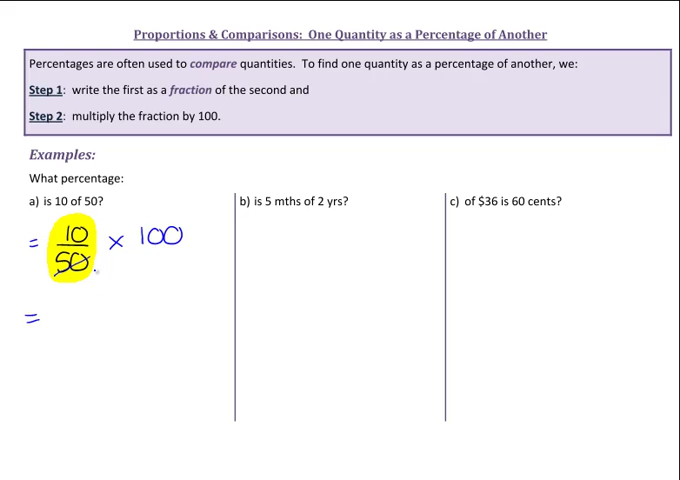 Proportions & Comparisons: One Quantity as a Percentage of Another
Percentages are often used to compare quantities. To find one quantity as a percentage of another, we:
Step 1: write the first as a fraction of the second and
Step 2: multiply the fraction by 100.
Examples:
What percentage:
a) is 10 of 50?
b) is 5 mths of 2 yrs?
c) of $36 is 60 cents?
= 10/50 × 100
=